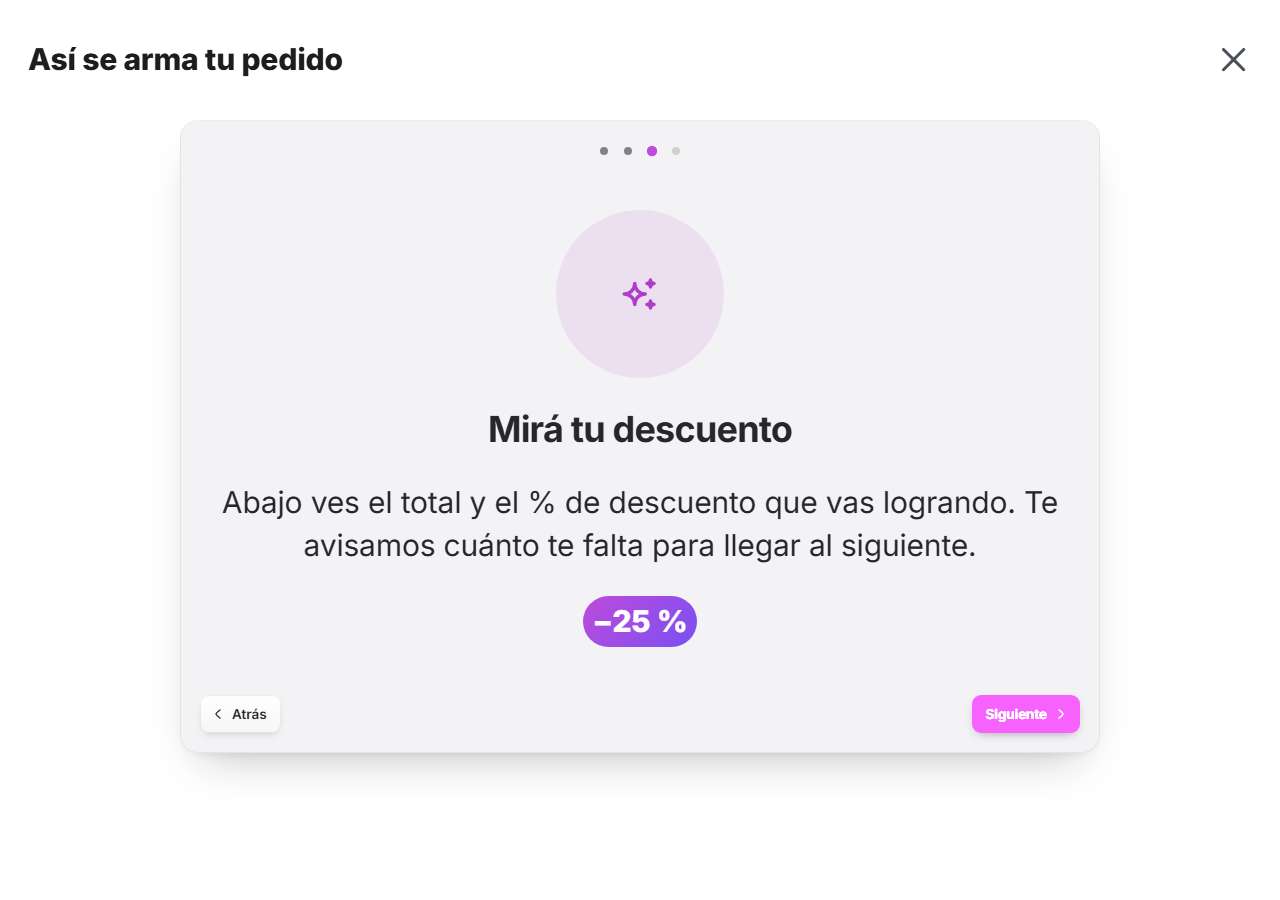 Así se arma tu pedido
Mirá tu descuento
Abajo ves el total y el % de descuento que vas logrando. Te
avisamos cuánto te falta para llegar al siguiente.
–25 %
Atrás
Siguiente